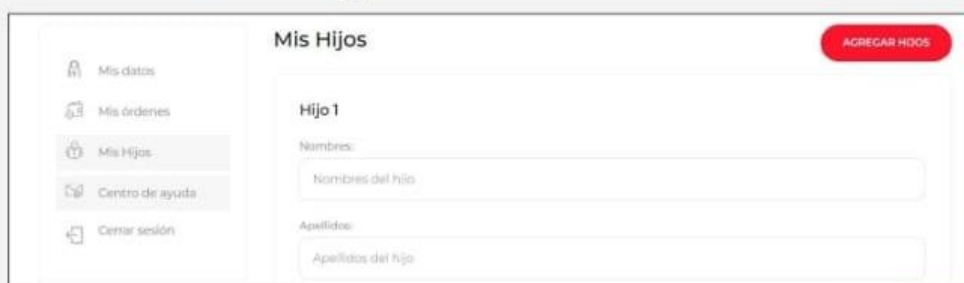 Mis datos
Mis órdenes
Mis Hijos
Centro de ayuda
Cerrar sesión
Mis Hijos
AGREGAR HIJOS
Hijo 1
Nombres:
Nombres del hijo
Apellidos:
Apellidos del hijo